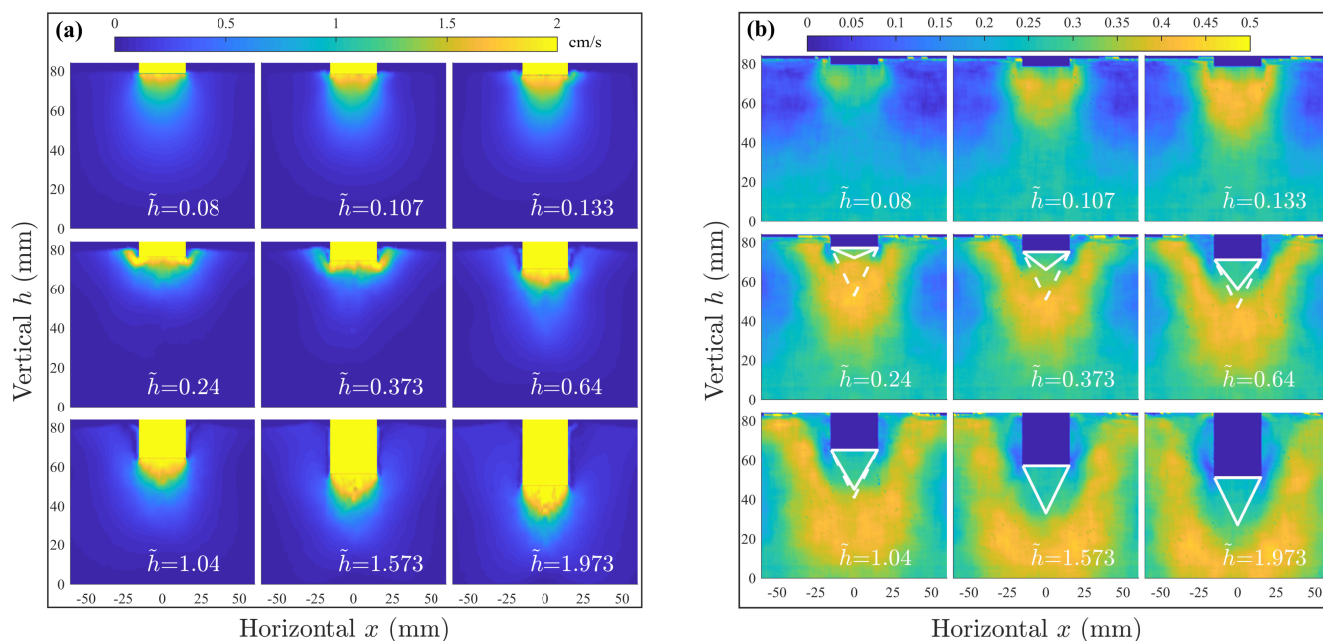 (a)
0 0.5 1 1.5 2
cm/s
80
60
40
20
0
h̃=0.08
h̃=0.107
h̃=0.133
80
60
40
20
0
h̃=0.24
h̃=0.373
h̃=0.64
80
60
40
20
0
h̃=1.04
h̃=1.573
h̃=1.973
-50 -25 0 25 50 -50 -25 0 25 50 -50 -25 0 25 50
Vertical h (mm)
Horizontal x (mm)
(b)
0 0.05 0.1 0.15 0.2 0.25 0.3 0.35 0.4 0.45 0.5
80
60
40
20
0
h̃=0.08
h̃=0.107
h̃=0.133
80
60
40
20
0
h̃=0.24
h̃=0.373
h̃=0.64
80
60
40
20
0
h̃=1.04
h̃=1.573
h̃=1.973
-50 -25 0 25 50 -50 -25 0 25 50 -50 -25 0 25 50
Vertical h (mm)
Horizontal x (mm)